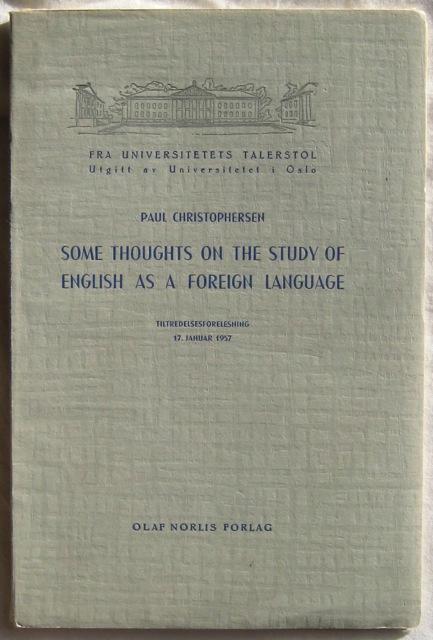 FRA UNIVERSITETETS TALERSTOL
Utgitt av Universitetet i Oslo
PAUL CHRISTOPHERSEN
SOME THOUGHTS ON THE STUDY OF
ENGLISH AS A FOREIGN LANGUAGE
TILTREDELSESFORELESNING
17. JANUAR 1957
OLAF NORLIS FORLAG